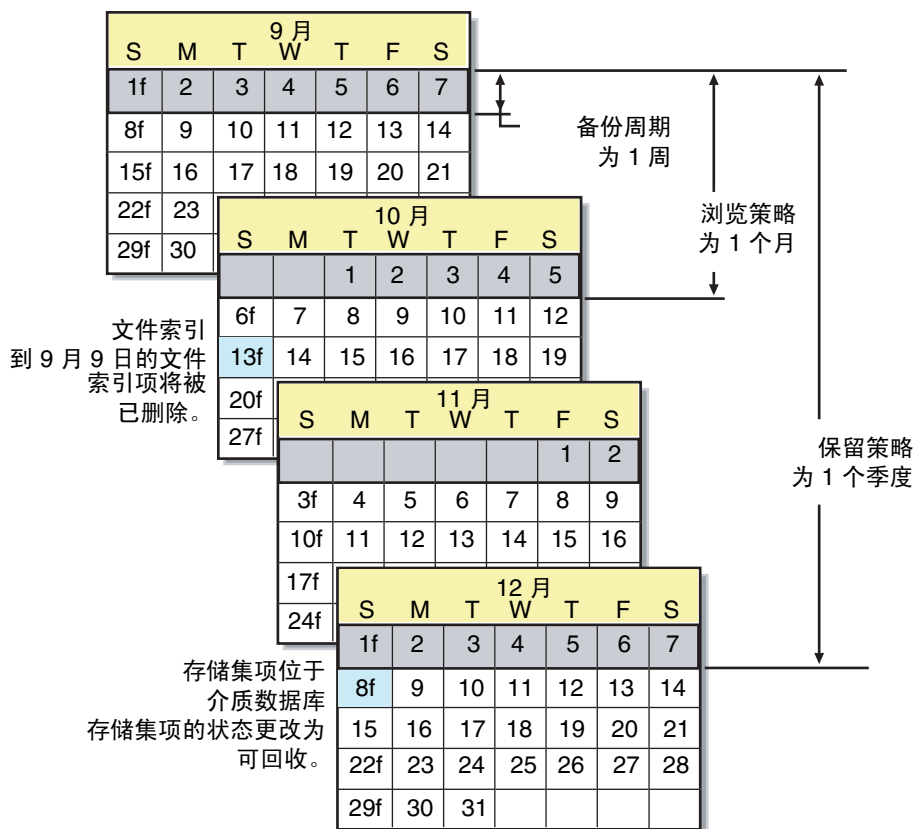 9 月
S M T W T F S
1f 2 3 4 5 6 7
8f 9 10 11 12 13 14
15f 16 17 18 19 20 21
22f 23
29f 30
备份周期
为 1 周
浏览策略
为 1 个月
保留策略
为 1 个季度
10 月
S M T W T F S
1 2 3 4 5
6f 7 8 9 10 11 12
13f 14 15 16 17 18 19
20f
27f
文件索引
到 9 月 9 日的文件
索引项将被
已删除。
11 月
S M T W T F S
1 2
3f 4 5 6 7 8 9
10f 11 12 13 14 15 16
17f
24f
12 月
S M T W T F S
1f 2 3 4 5 6 7
8f 9 10 11 12 13 14
15 16 17 18 19 20 21
22f 23 24 25 26 27 28
29f 30 31
存储集项位于
介质数据库
存储集项的状态更改为
可回收。